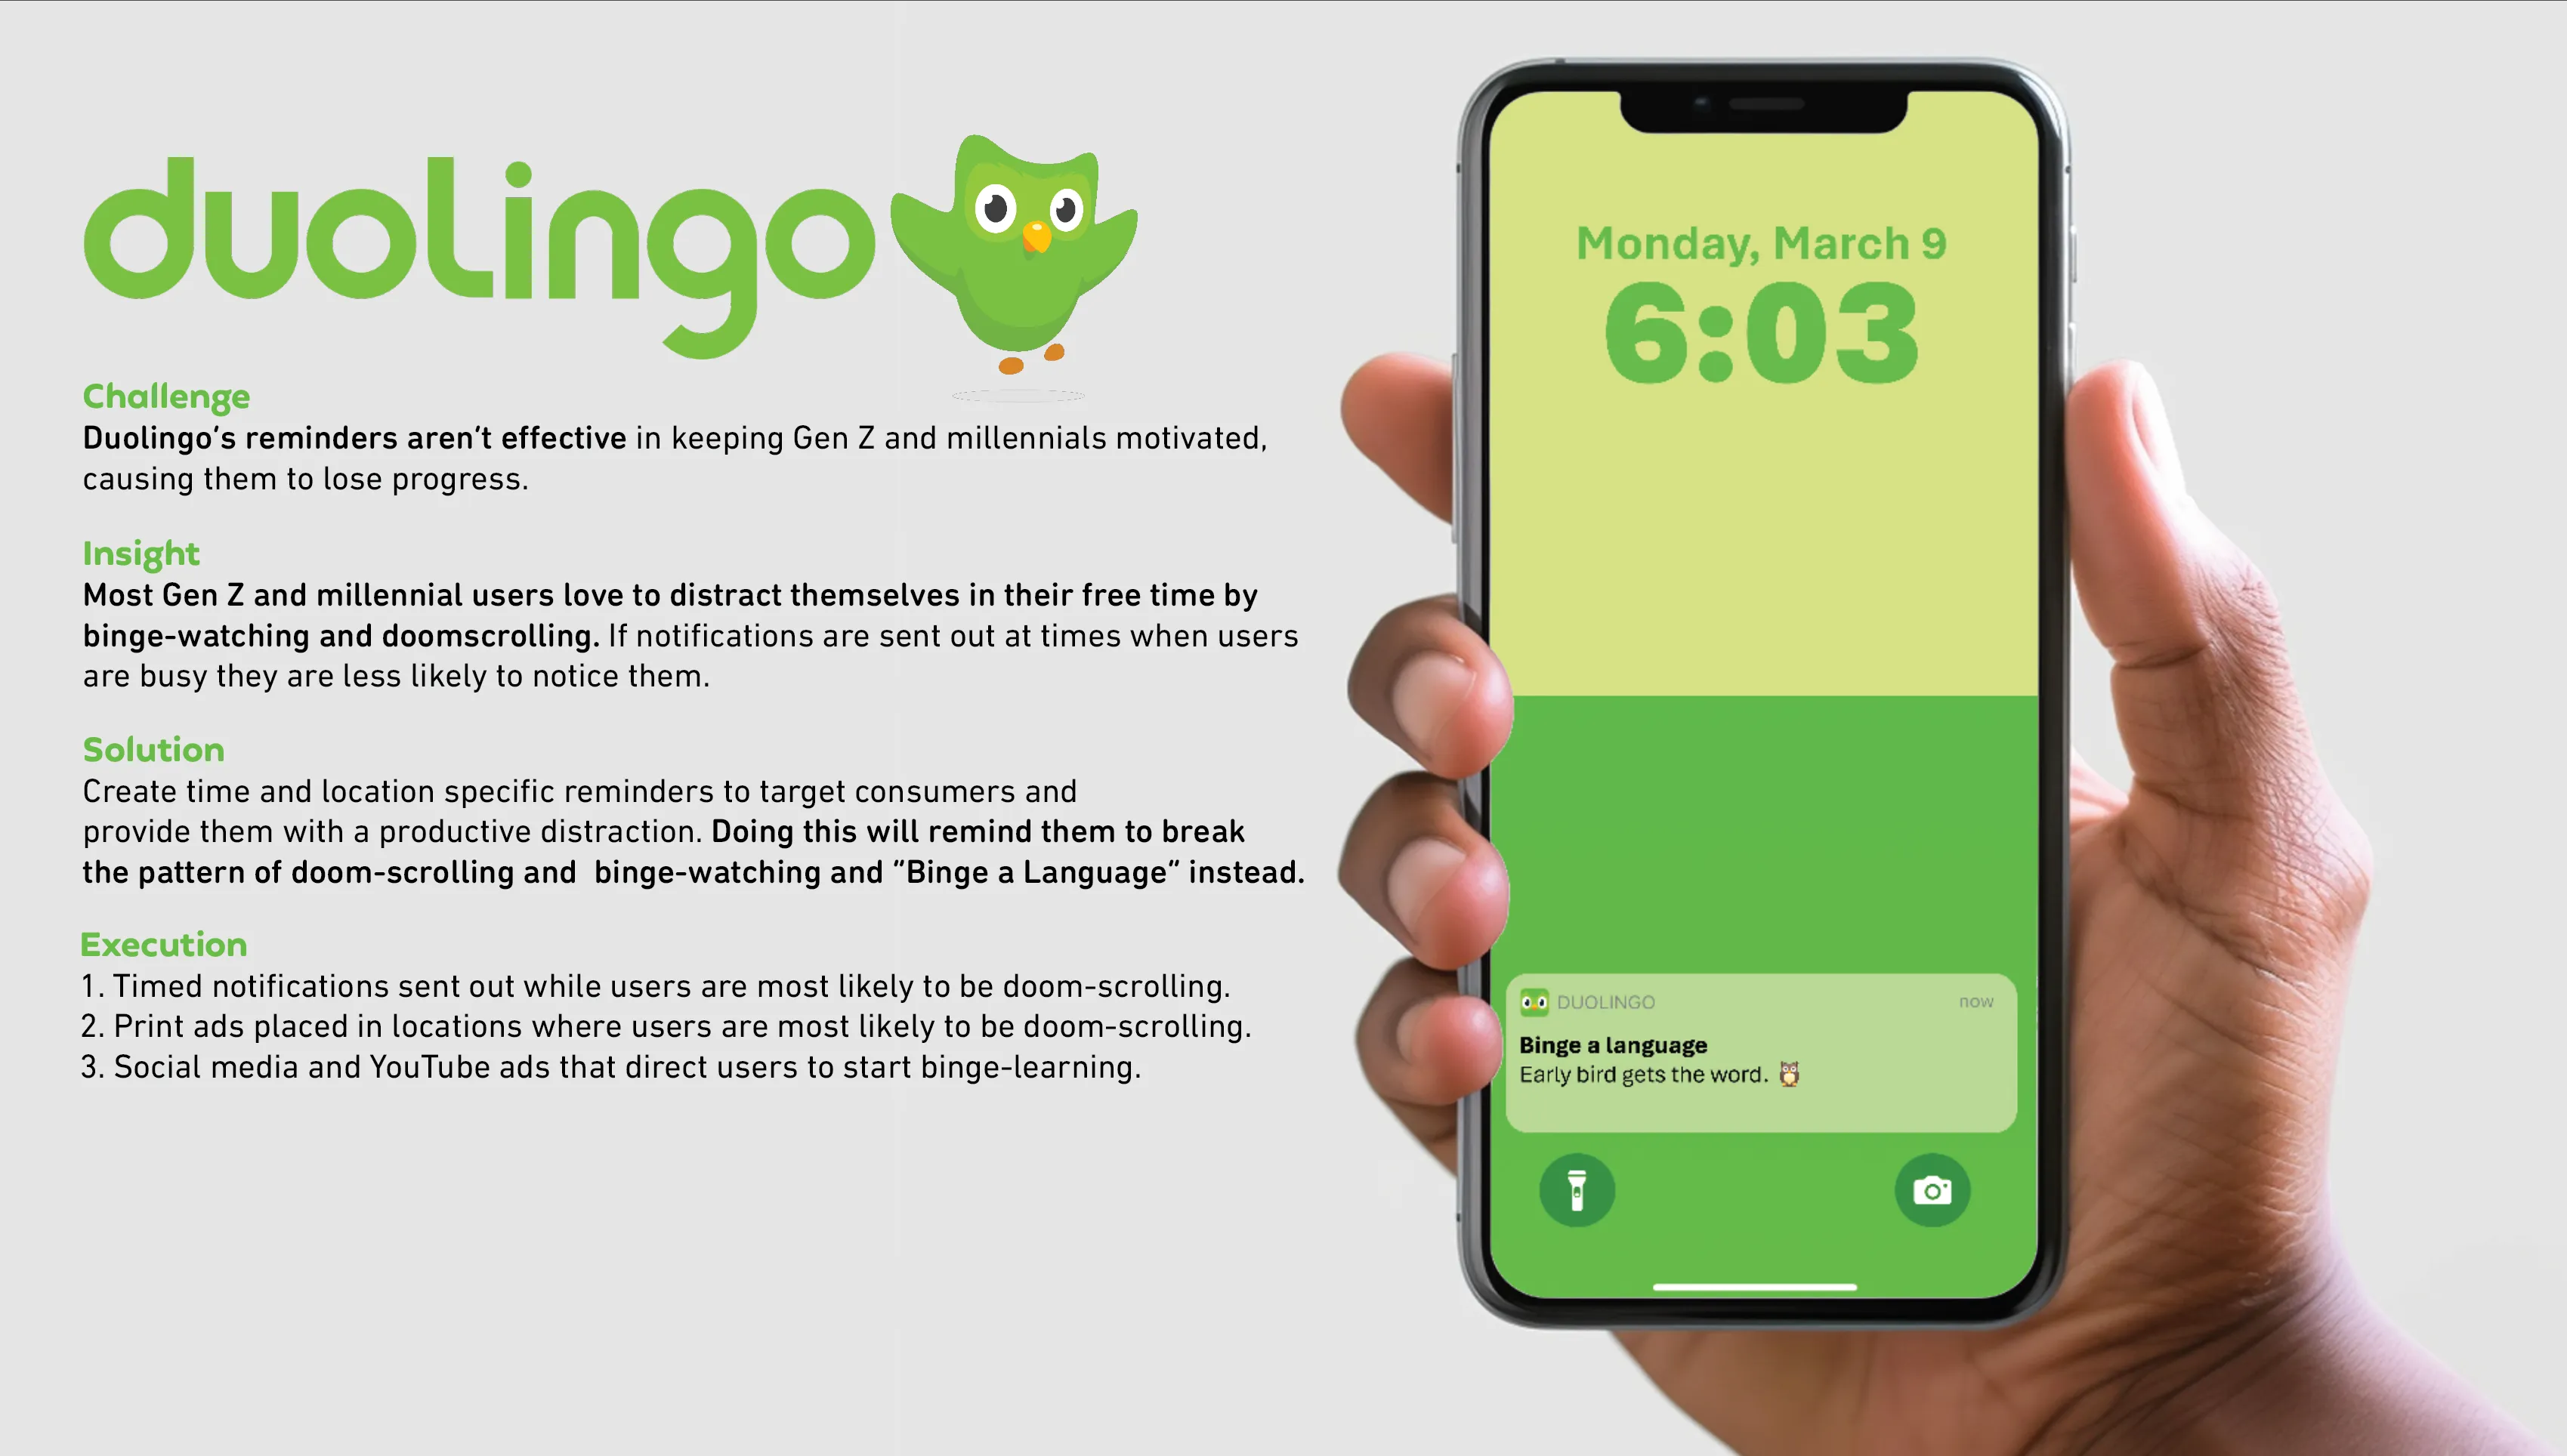 duolingo
Challenge
Duolingo’s reminders aren’t effective in keeping Gen Z and millennials motivated,
causing them to lose progress.
Insight
Most Gen Z and millennial users love to distract themselves in their free time by
binge-watching and doomscrolling. If notifications are sent out at times when users
are busy they are less likely to notice them.
Solution
Create time and location specific reminders to target consumers and
provide them with a productive distraction. Doing this will remind them to break
the pattern of doom-scrolling and  binge-watching and “Binge a Language” instead.
Execution
1. Timed notifications sent out while users are most likely to be doom-scrolling.
2. Print ads placed in locations where users are most likely to be doom-scrolling.
3. Social media and YouTube ads that direct users to start binge-learning.
Monday, March 9
6:03
DUOLINGO now
Binge a language
Early bird gets the word. 🦉